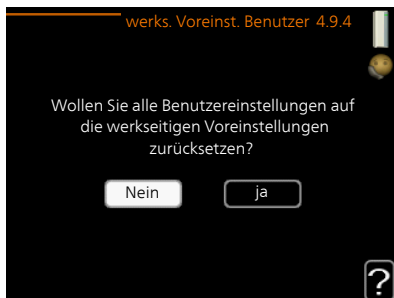 werks. Voreinst. Benutzer 4.9.4
Wollen Sie alle Benutzereinstellungen auf
die werkseitigen Voreinstellungen
zurücksetzen?
Nein
ja
?